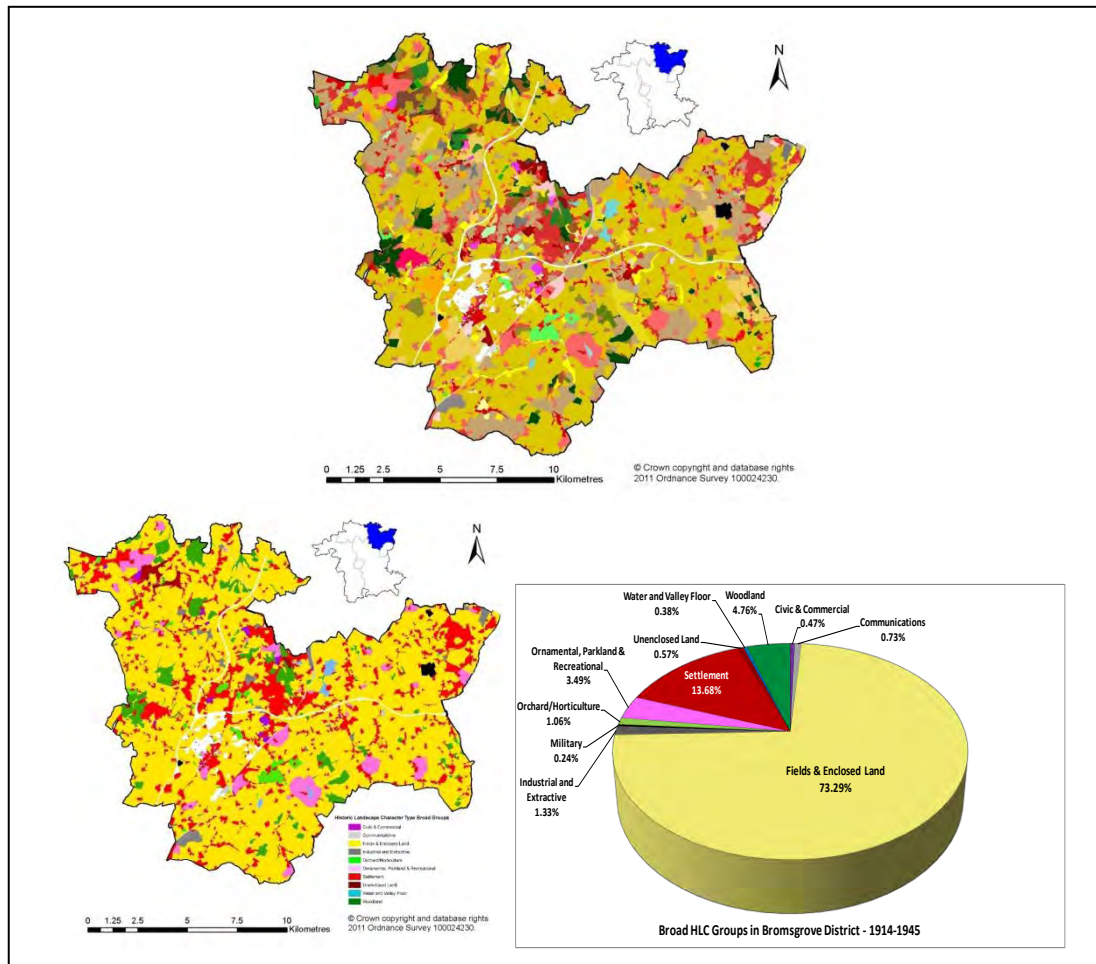 N
0 1.25 2.5 5 7.5 10
Kilometres
© Crown copyright and database rights
2011 Ordnance Survey 100024230.
N
Historic Landscape Character Type Broad Groups
Civic & Commercial
Communications
Fields & Enclosed Land
Industrial and Extractive
Orchard/Horticulture
Ornamental, Parkland & Recreational
Settlement
Unenclosed Land
Water and Valley Floor
Woodland
0 1.25 2.5 5 7.5 10
Kilometres
© Crown copyright and database rights
2011 Ordnance Survey 100024230.
Water and Valley Floor
0.38%
Woodland
4.76%
Civic & Commercial
0.47%
Communications
0.73%
Unenclosed Land
0.57%
Ornamental, Parkland &
Recreational
3.49%
Settlement
13.68%
Orchard/Horticulture
1.06%
Military
0.24%
Industrial and
Extractive
1.33%
Fields & Enclosed Land
73.29%
Broad HLC Groups in Bromsgrove District - 1914-1945